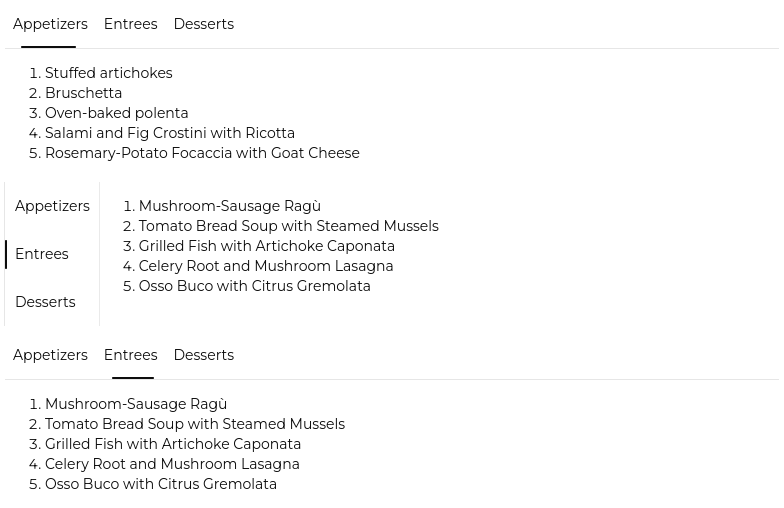 Appetizers Entrees Desserts
1. Stuffed artichokes
2. Bruschetta
3. Oven-baked polenta
4. Salami and Fig Crostini with Ricotta
5. Rosemary-Potato Focaccia with Goat Cheese
Appetizers
Entrees
Desserts
1. Mushroom-Sausage Ragù
2. Tomato Bread Soup with Steamed Mussels
3. Grilled Fish with Artichoke Caponata
4. Celery Root and Mushroom Lasagna
5. Osso Buco with Citrus Gremolata
Appetizers Entrees Desserts
1. Mushroom-Sausage Ragù
2. Tomato Bread Soup with Steamed Mussels
3. Grilled Fish with Artichoke Caponata
4. Celery Root and Mushroom Lasagna
5. Osso Buco with Citrus Gremolata